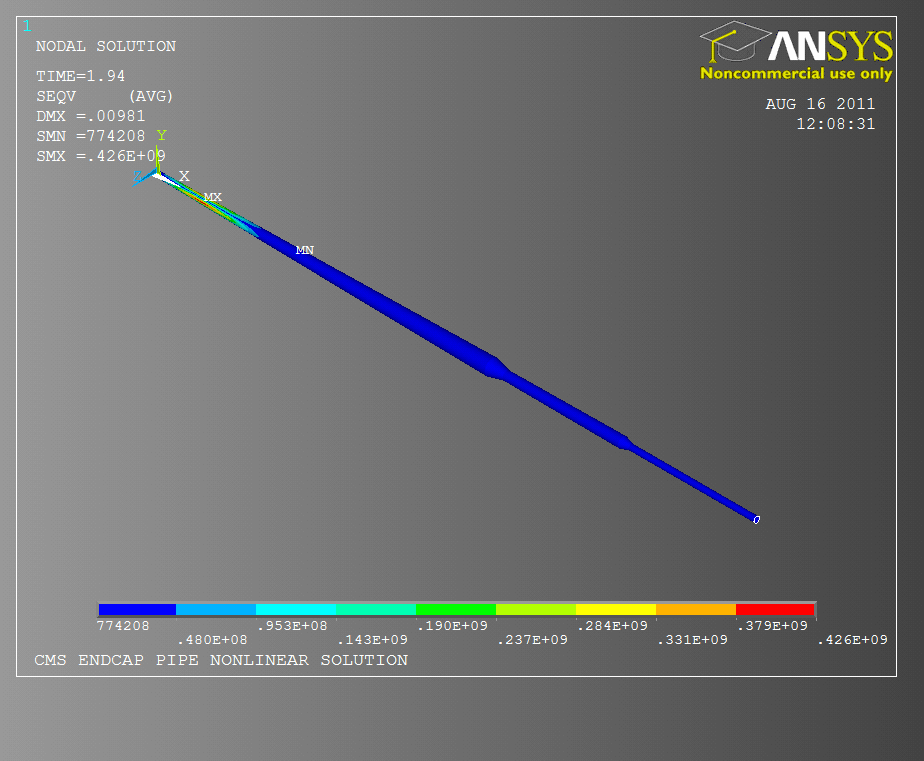 1
NODAL SOLUTION
ANSYS
Noncommercial use only
TIME=1.94
SEQV (AVG)
DMX =.00981
SMN =774208
SMX =.426E+09
AUG 16 2011
12:08:31
Y
X
MX
MN
774208 .480E+08 .953E+08 .143E+09 .190E+09 .237E+09 .284E+09 .331E+09 .379E+09 .426E+09
CMS ENDCAP PIPE NONLINEAR SOLUTION